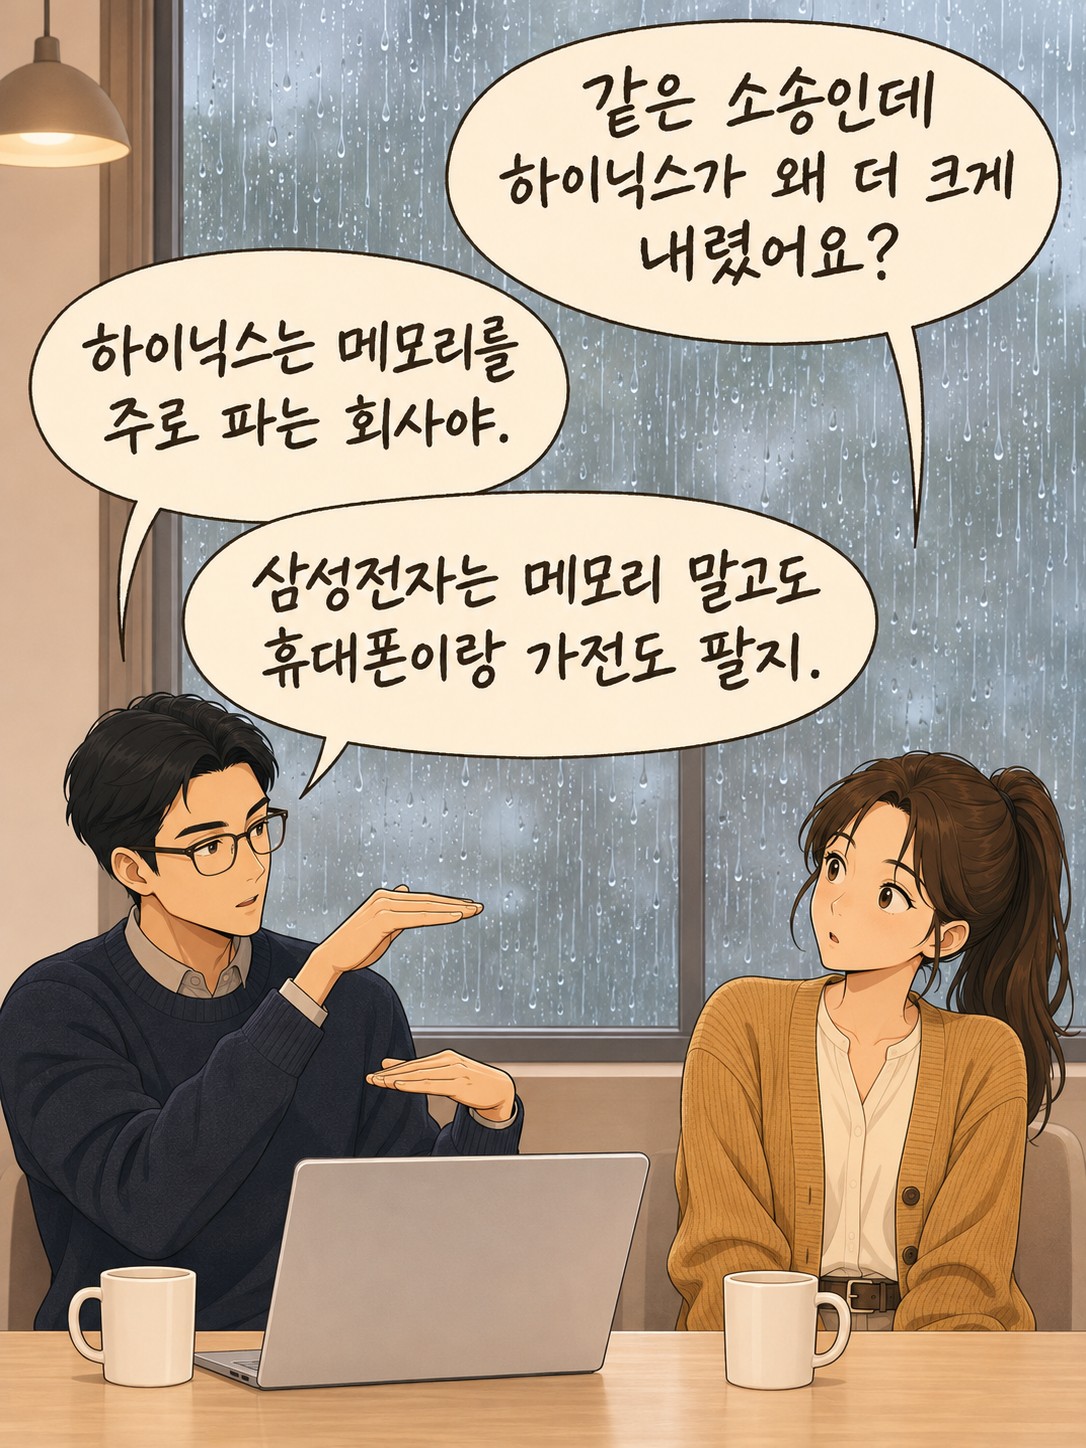 같은 소송인데
하이닉스가 왜 더 크게
내렸어요?
하이닉스는 메모리를
주로 파는 회사야.
삼성전자는 메모리 말고도
휴대폰이랑 가전도 팔지.